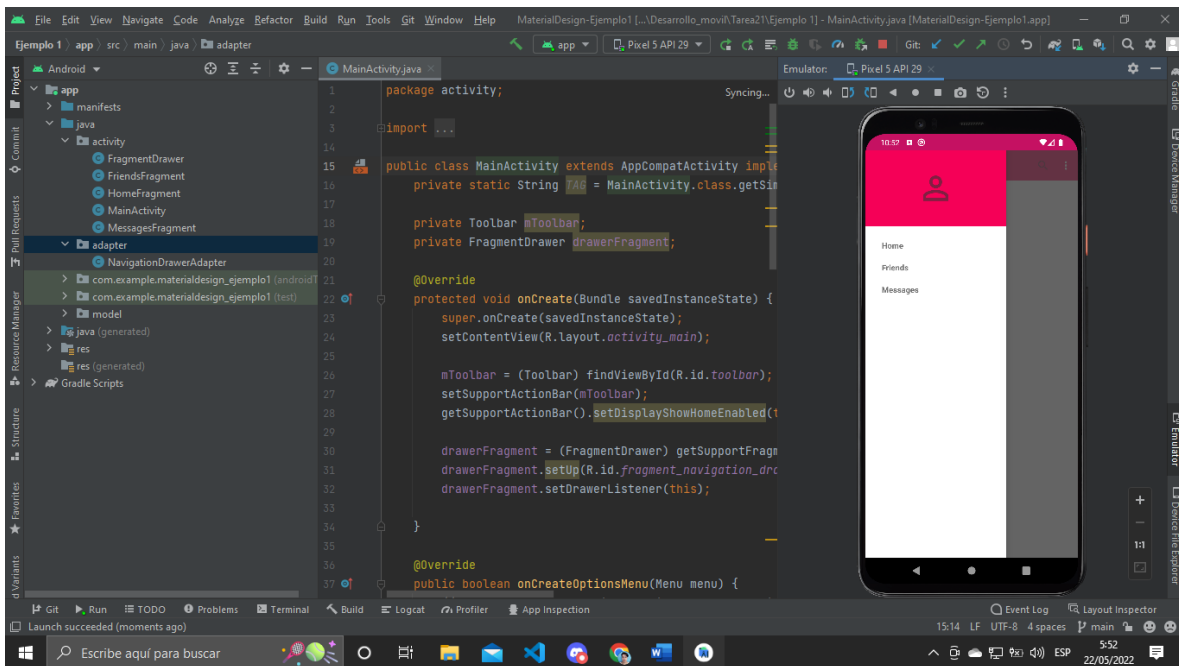 File Edit View Navigate Code Analyze Refactor Build Run Tools Git Window Help MaterialDesign-Ejemplo1 [...\Desarrollo_movil\Tarea21\Ejemplo 1] - MainActivity.java [MaterialDesign-Ejemplo1.app]
Ejemplo 1 app src main java adapter app Pixel 5 API 29 Git:
Project
Commit
Pull Requests
Resource Manager
Structure
Favorites
d Variants
Android
app
manifests
java
activity
FragmentDrawer
FriendsFragment
HomeFragment
MainActivity
MessagesFragment
adapter
NavigationDrawerAdapter
com.example.materialdesign_ejemplo1 (androidT
com.example.materialdesign_ejemplo1 (test)
model
java (generated)
res
res (generated)
Gradle Scripts
MainActivity.java
Syncing...
1 package activity;
2
3 import ...
14
15 public class MainActivity extends AppCompatActivity imple
16 private static String TAG = MainActivity.class.getSim
17
18 private Toolbar mToolbar;
19 private FragmentDrawer drawerFragment;
20
21 @Override
22 protected void onCreate(Bundle savedInstanceState) {
23 super.onCreate(savedInstanceState);
24 setContentView(R.layout.activity_main);
25
26 mToolbar = (Toolbar) findViewById(R.id.toolbar);
27 setSupportActionBar(mToolbar);
28 getSupportActionBar().setDisplayShowHomeEnabled(t
29
30 drawerFragment = (FragmentDrawer) getSupportFragm
31 drawerFragment.setUp(R.id.fragment_navigation_dra
32 drawerFragment.setDrawerListener(this);
33
34 }
35
36 @Override
37 public boolean onCreateOptionsMenu(Menu menu) {
Emulator: Pixel 5 API 29
10:52
Home
Friends
Messages
1:1
Gradle
Device Manager
Emulator
Device File Explorer
Git Run TODO Problems Terminal Build Logcat Profiler App Inspection Event Log Layout Inspector
Launch succeeded (moments ago) 15:14 LF UTF-8 4 spaces main
Escribe aquí para buscar
ESP
5:52
22/05/2022